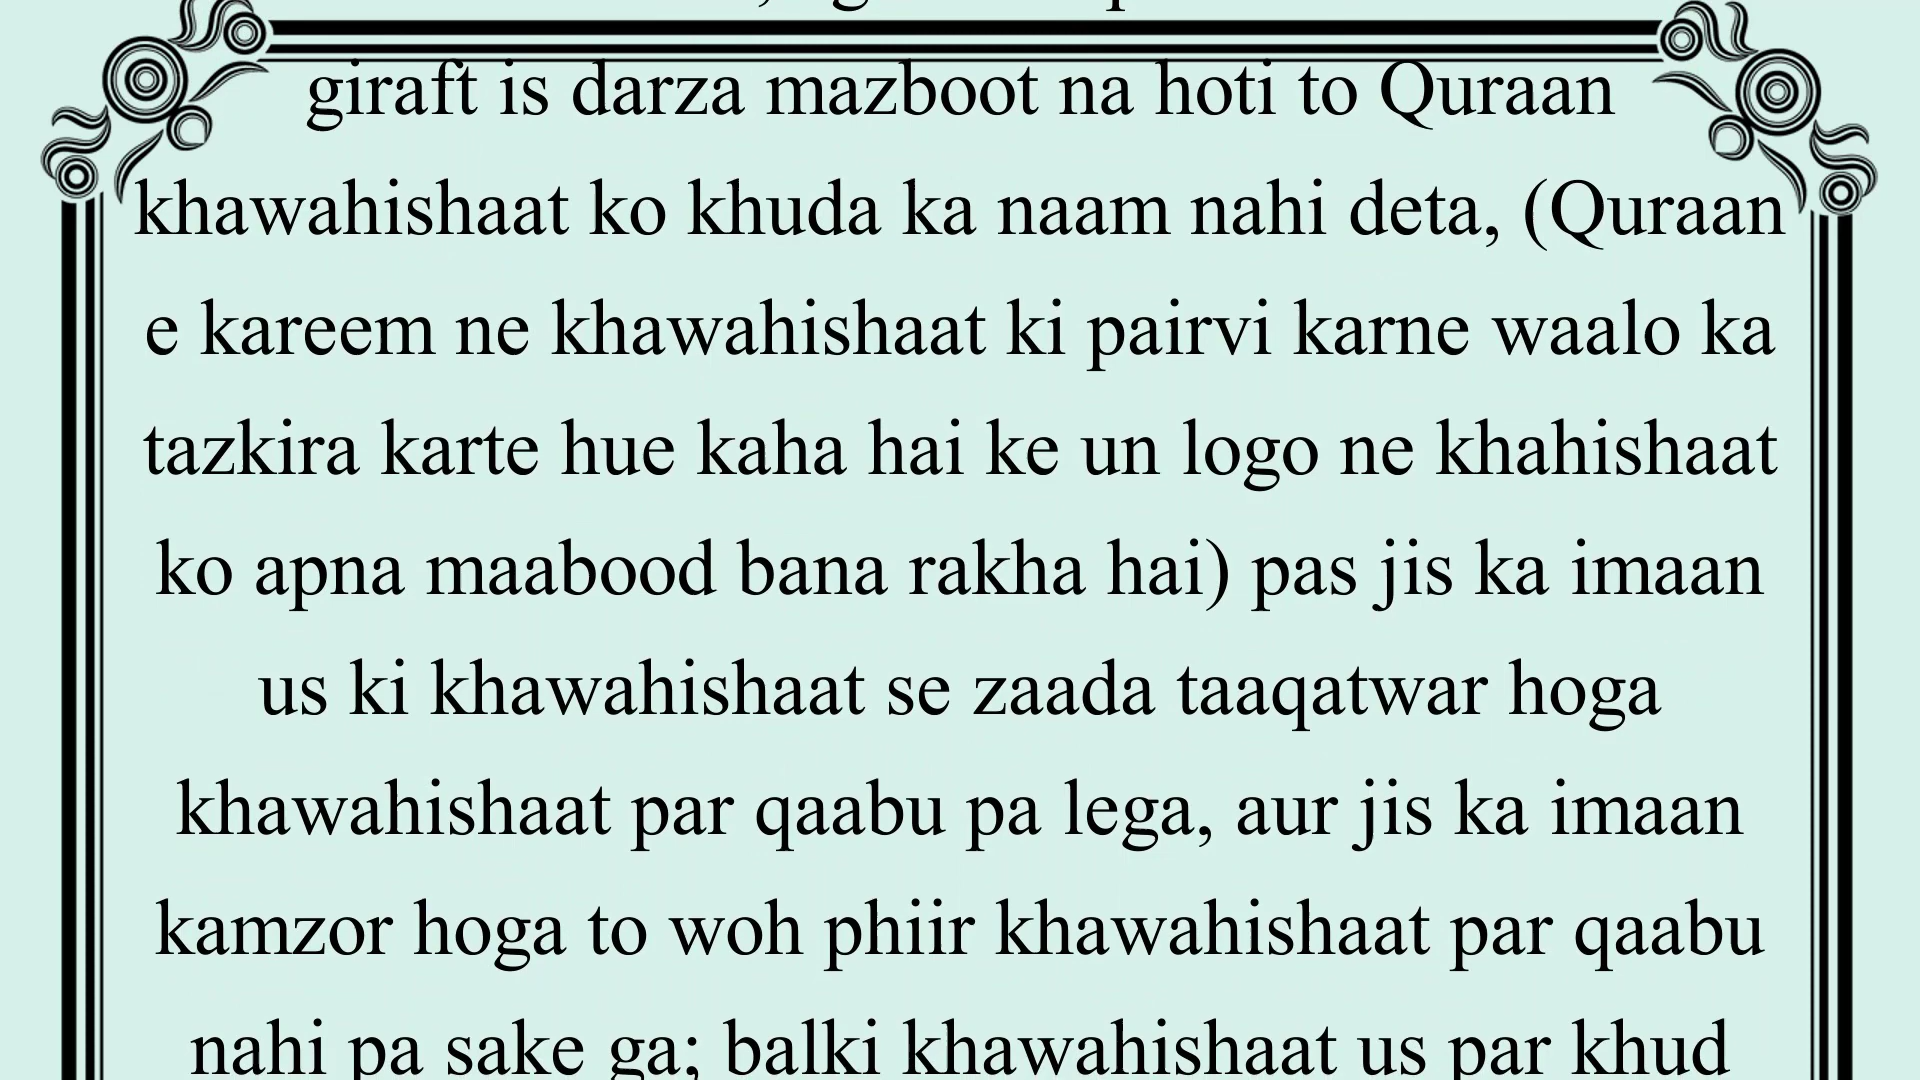 giraft is darza mazboot na hoti to Quraan
khawahishaat ko khuda ka naam nahi deta, (Quraan
e kareem ne khawahishaat ki pairvi karne waalo ka
tazkira karte hue kaha hai ke un logo ne khahishaat
ko apna maabood bana rakha hai) pas jis ka imaan
us ki khawahishaat se zaada taaqatwar hoga
khawahishaat par qaabu pa lega, aur jis ka imaan
kamzor hoga to woh phiir khawahishaat par qaabu
nahi pa sake ga; balki khawahishaat us par khud